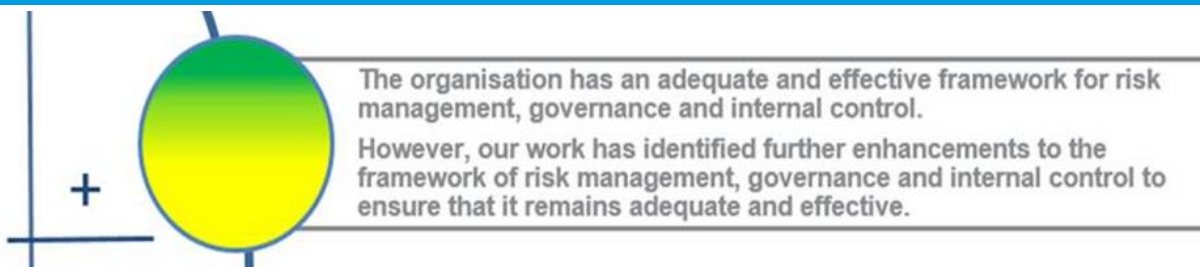 The organisation has an adequate and effective framework for risk
management, governance and internal control.
However, our work has identified further enhancements to the
framework of risk management, governance and internal control to
ensure that it remains adequate and effective.
+